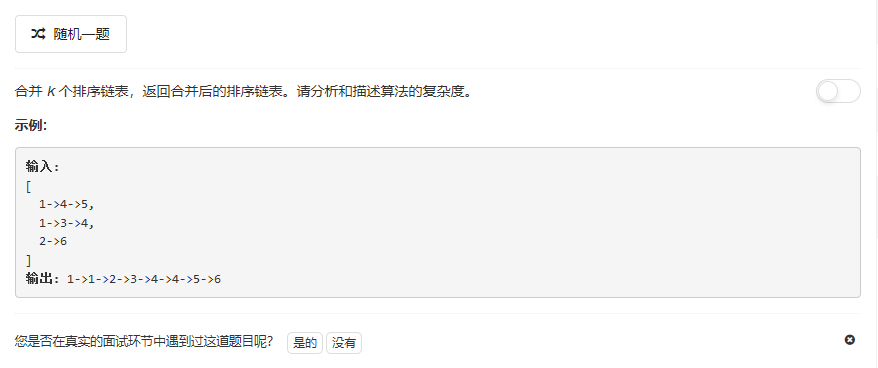 随机一题
合并 k 个排序链表，返回合并后的排序链表。请分析和描述算法的复杂度。
示例:
输入:
[
  1->4->5,
  1->3->4,
  2->6
]
输出: 1->1->2->3->4->4->5->6
您是否在真实的面试环节中遇到过这道题目呢？ 是的 没有